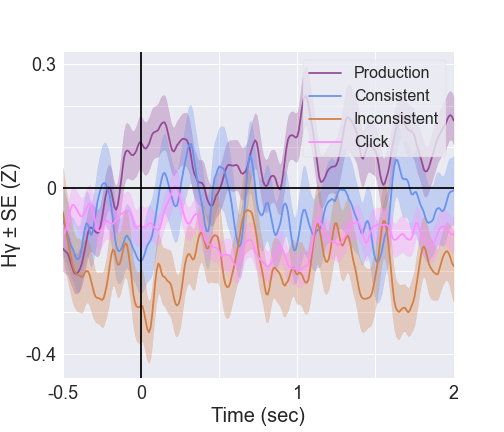 0.3
Production
Consistent
Inconsistent
Click
0
-0.4
Hγ ± SE (Z)
-0.5 0 1 2
Time (sec)